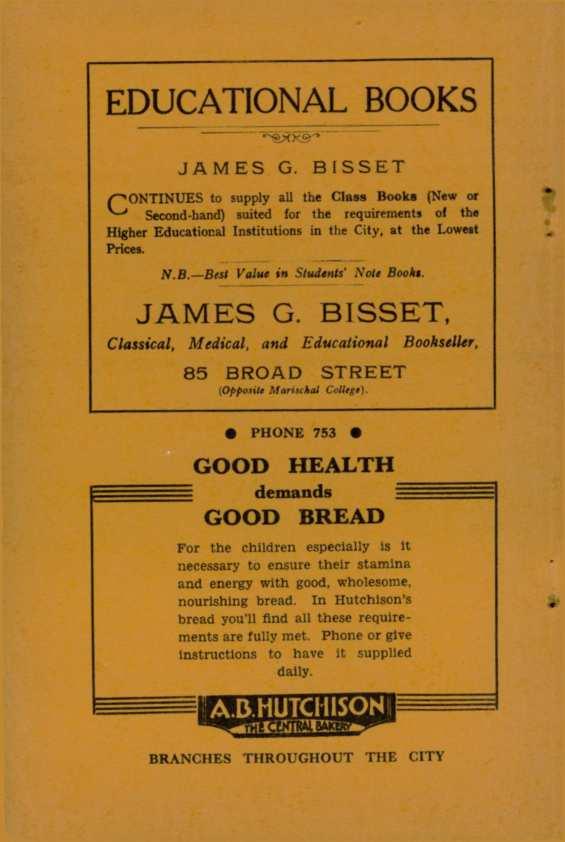 EDUCATIONAL BOOKS
JAMES G. BISSET
CONTINUES to supply all the Class Books (New or
Second-hand) suited for the requirements of the
Higher Educational Institutions in the City, at the Lowest
Prices.
N.B.—Best Value in Students' Note Books.
JAMES G. BISSET,
Classical, Medical, and Educational Bookseller,
85 BROAD STREET
(Opposite Marischal College).
● PHONE 753 ●
GOOD HEALTH
demands
GOOD BREAD
For the children especially is it
necessary to ensure their stamina
and energy with good, wholesome,
nourishing bread. In Hutchison's
bread you'll find all these require-
ments are fully met. Phone or give
instructions to have it supplied
daily.
A.B. HUTCHISON
THE CENTRAL BAKERY
BRANCHES THROUGHOUT THE CITY